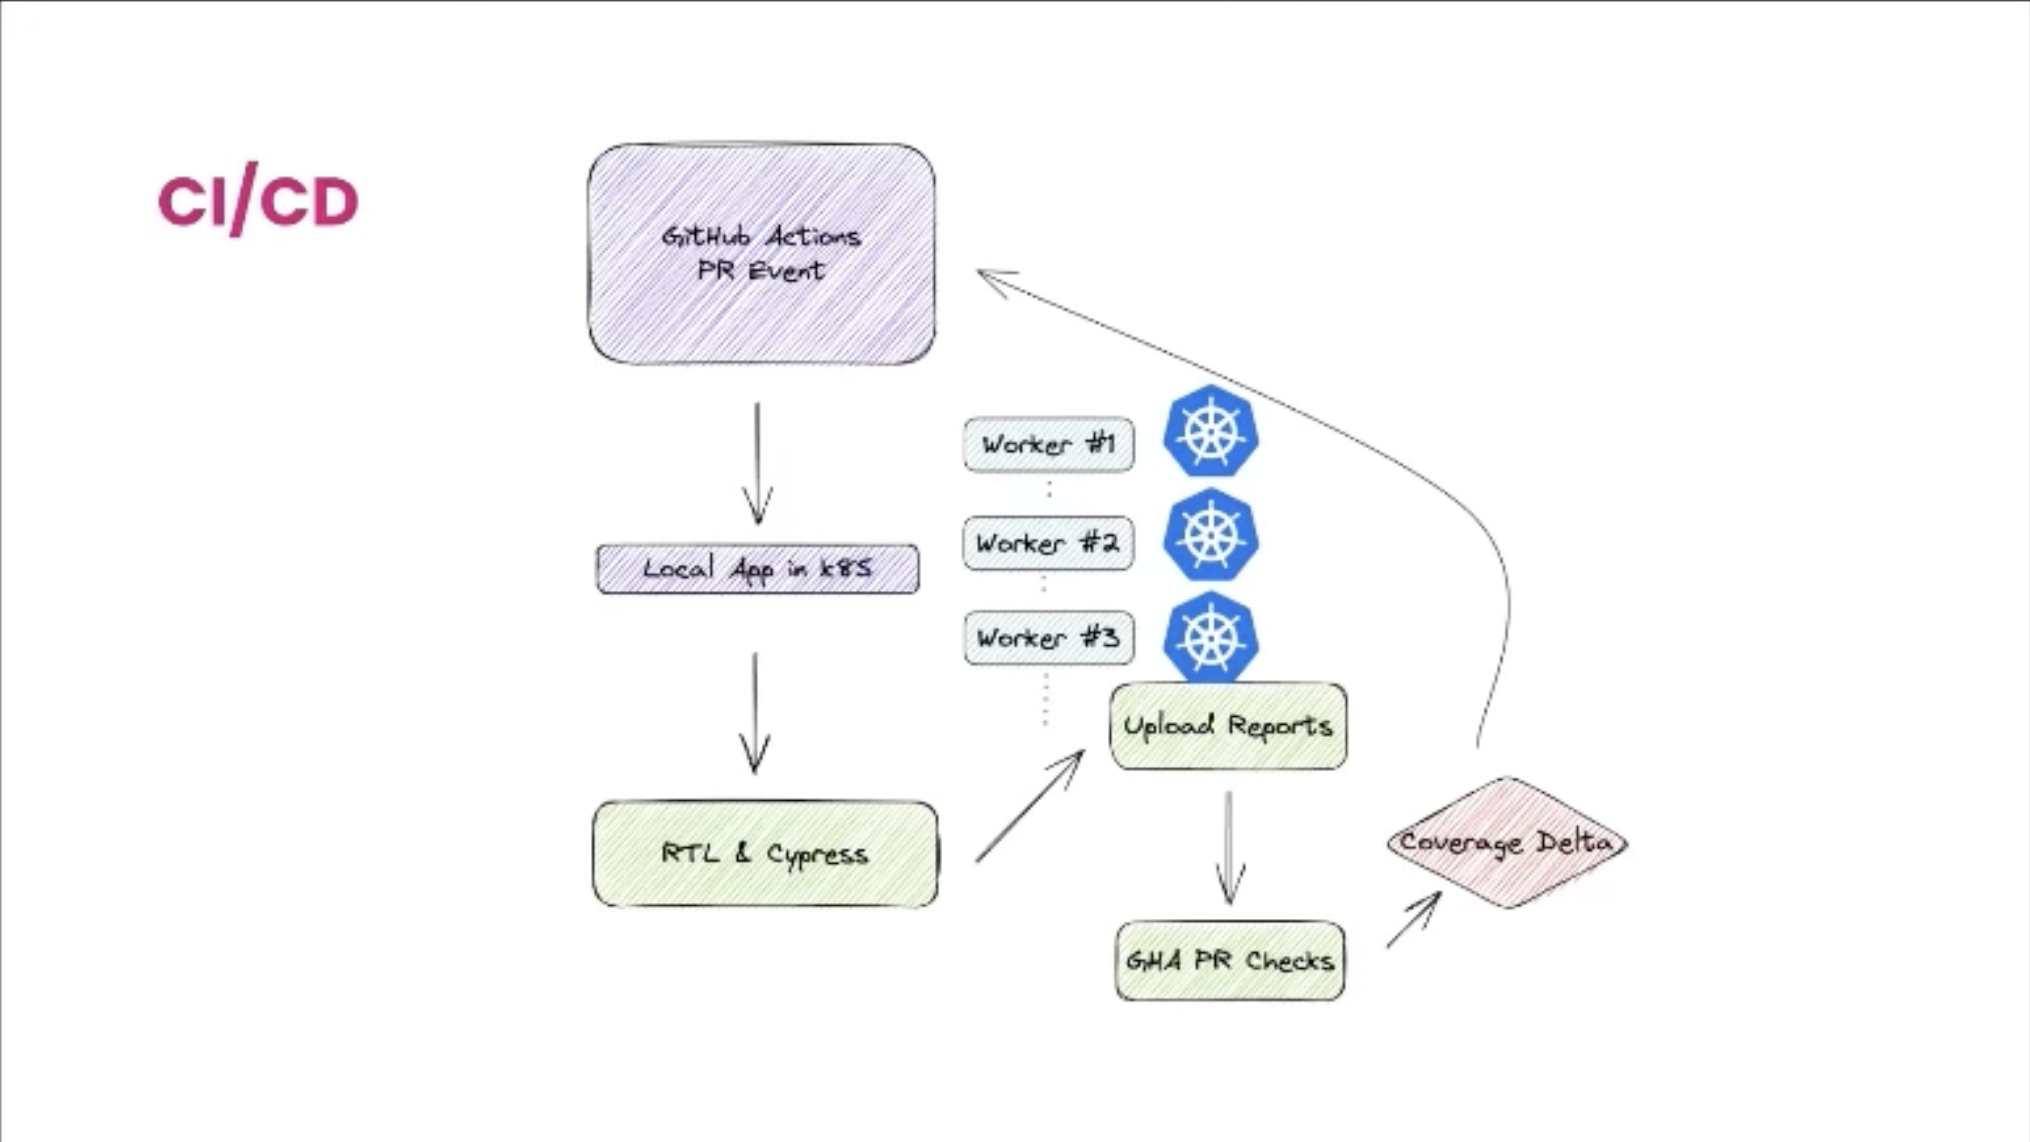 CI/CD
GitHub Actions
PR Event
Worker #1
Worker #2
Local App in k8S
Worker #3
Upload Reports
Coverage Delta
RTL & Cypress
GHA PR Checks